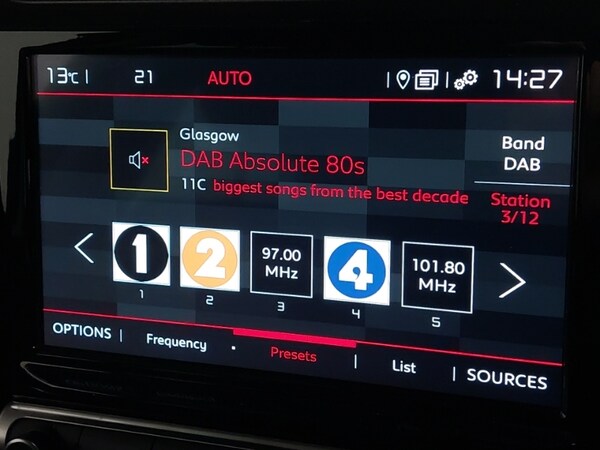 13°C 21 AUTO 14:27
Glasgow
DAB Absolute 80s
11C biggest songs from the best decade
Band
DAB
Station
3/12
1 2 97.00 MHz 4 101.80 MHz
1 2 3 4 5
OPTIONS Frequency Presets List SOURCES